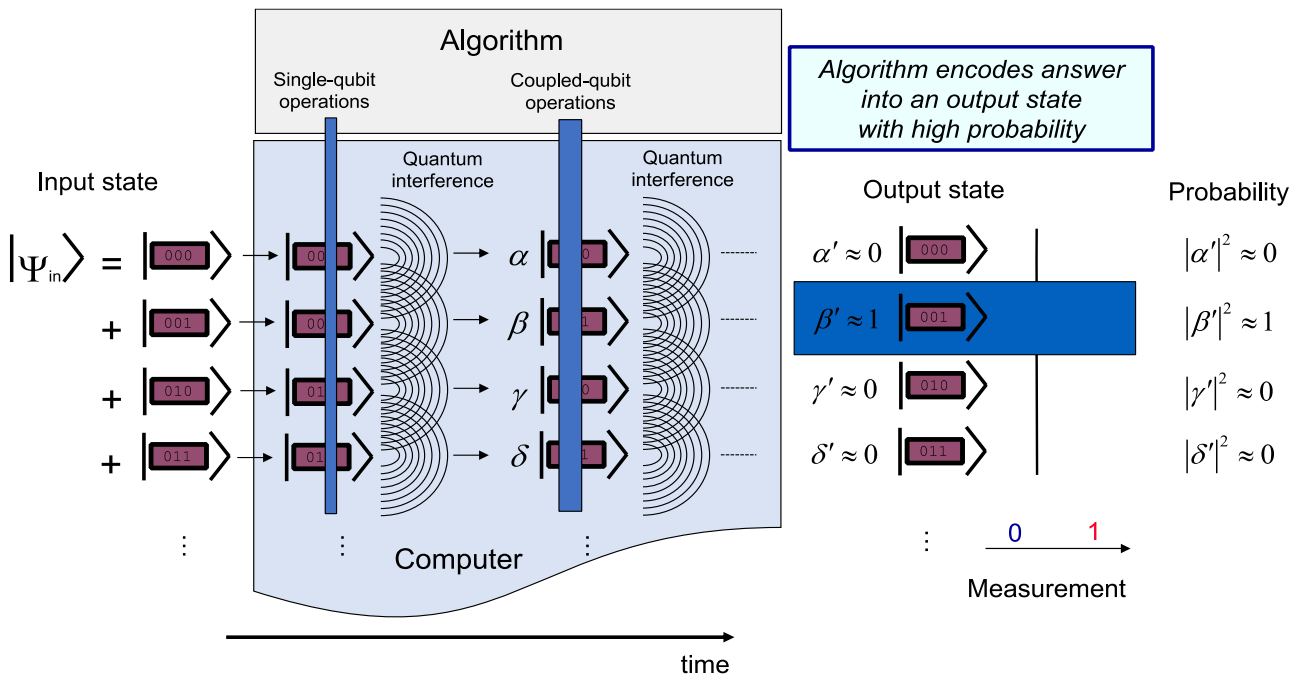 Algorithm
Single-qubit
operations
Coupled-qubit
operations
Algorithm encodes answer
into an output state
with high probability
Quantum
interference
Quantum
interference
Input state
Output state
Probability
|Ψin⟩ = |000⟩
+ |001⟩
+ |010⟩
+ |011⟩
⋮
α
β
γ
δ
⋮
⋮
α′ ≈ 0 |000⟩ |α′|² ≈ 0
β′ ≈ 1 |001⟩ |β′|² ≈ 1
γ′ ≈ 0 |010⟩ |γ′|² ≈ 0
δ′ ≈ 0 |011⟩ |δ′|² ≈ 0
⋮
0 1
Measurement
Computer
time